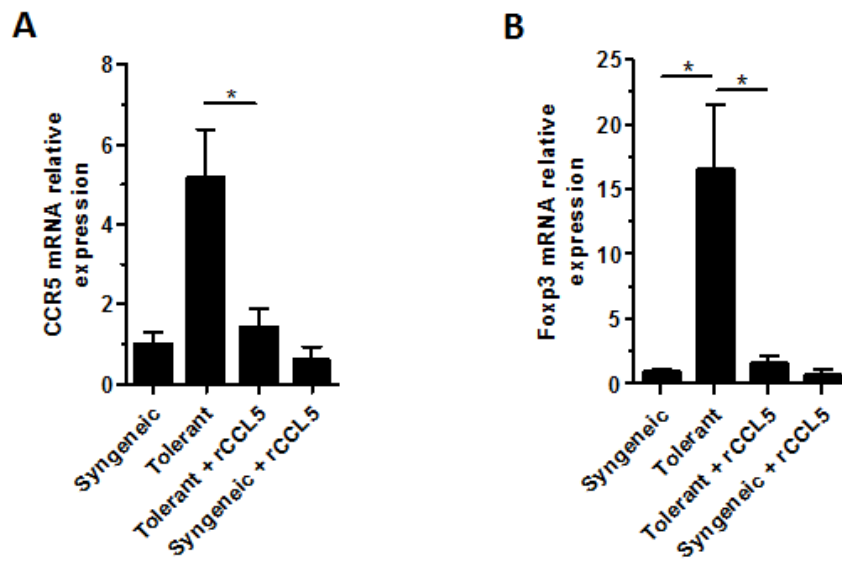 A
CCR5 mRNA relative
expression
8
6
4
2
0
*
Syngeneic
Tolerant
Tolerant + rCCL5
Syngeneic + rCCL5
B
Foxp3 mRNA relative
expression
25
20
15
10
5
0
*
*
Syngeneic
Tolerant
Tolerant + rCCL5
Syngeneic + rCCL5